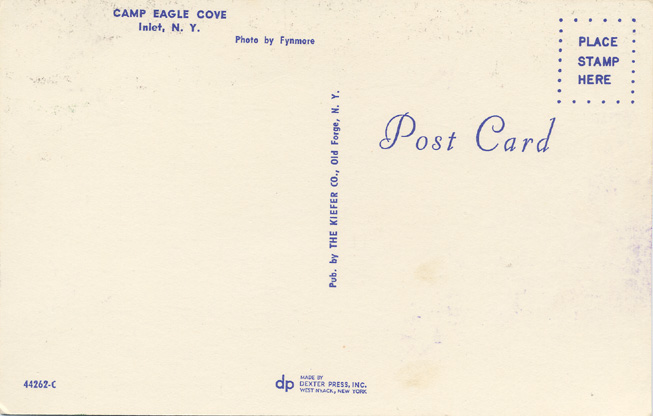 CAMP EAGLE COVE
Inlet, N. Y.
Photo by Fynmore
PLACE
STAMP
HERE
Post Card
Pub. by THE KIEFER CO., Old Forge, N. Y.
44262-C
dp
MADE BY
DEXTER PRESS, INC.
WEST NYACK, NEW YORK